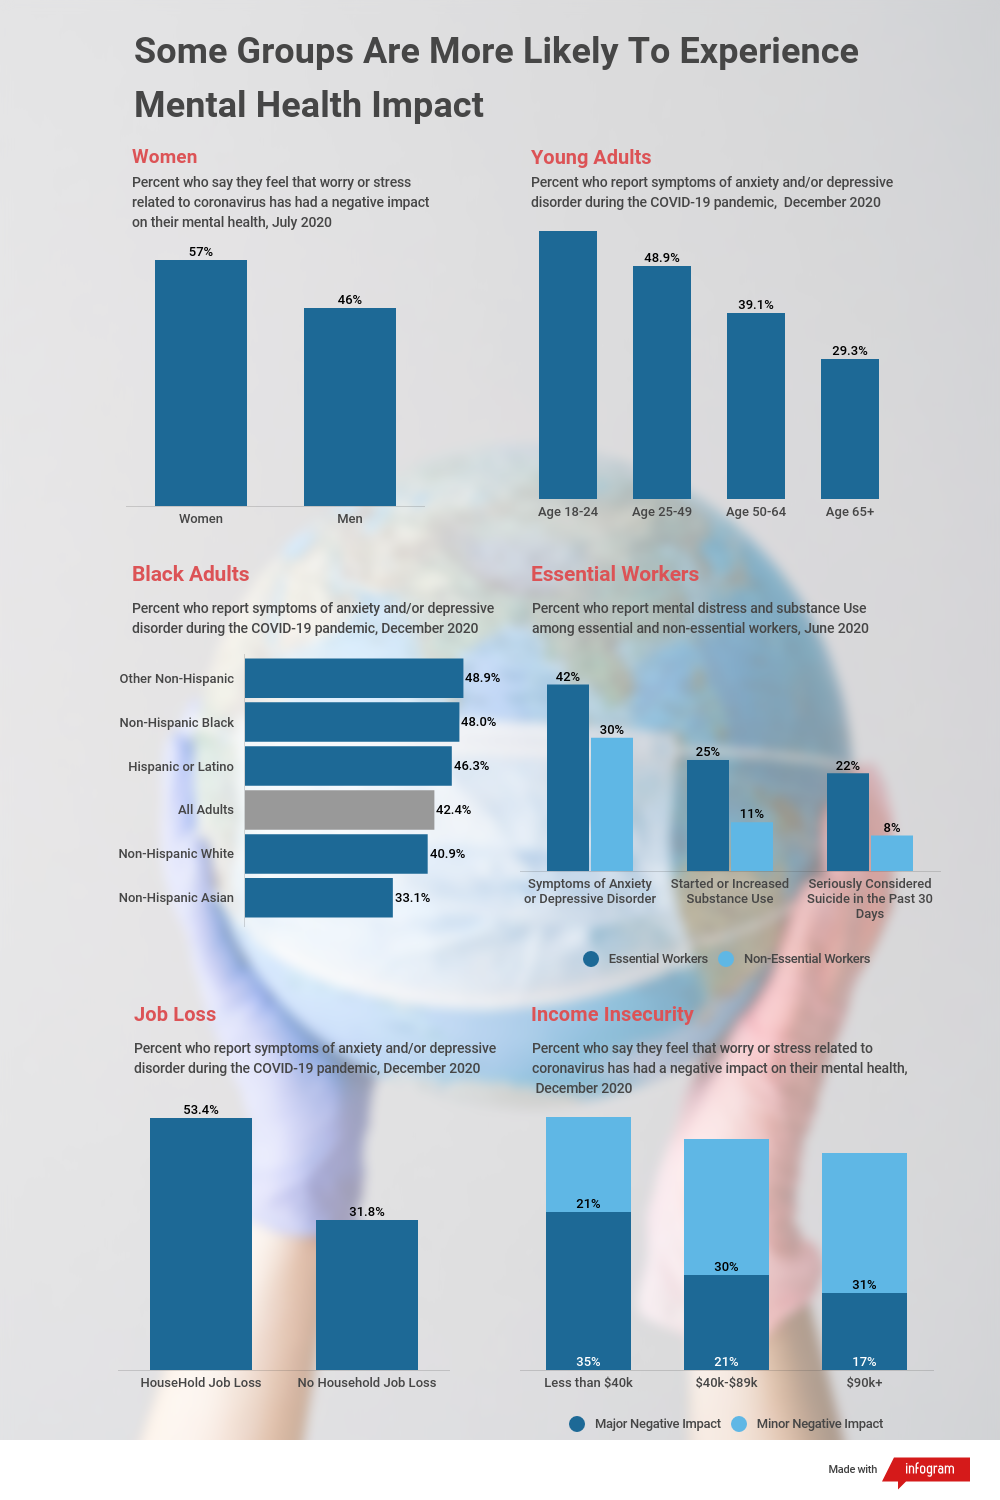 Some Groups Are More Likely To Experience
Mental Health Impact
Women
Percent who say they feel that worry or stress
related to coronavirus has had a negative impact
on their mental health, July 2020
57%
46%
Women
Men
Young Adults
Percent who report symptoms of anxiety and/or depressive
disorder during the COVID-19 pandemic, December 2020
48.9%
39.1%
29.3%
Age 18-24
Age 25-49
Age 50-64
Age 65+
Black Adults
Percent who report symptoms of anxiety and/or depressive
disorder during the COVID-19 pandemic, December 2020
Other Non-Hispanic 48.9%
Non-Hispanic Black 48.0%
Hispanic or Latino 46.3%
All Adults 42.4%
Non-Hispanic White 40.9%
Non-Hispanic Asian 33.1%
Essential Workers
Percent who report mental distress and substance Use
among essential and non-essential workers, June 2020
42%
30%
25%
11%
22%
8%
Symptoms of Anxiety
or Depressive Disorder
Started or Increased
Substance Use
Seriously Considered
Suicide in the Past 30
Days
Essential Workers
Non-Essential Workers
Job Loss
Percent who report symptoms of anxiety and/or depressive
disorder during the COVID-19 pandemic, December 2020
53.4%
31.8%
HouseHold Job Loss
No Household Job Loss
Income Insecurity
Percent who say they feel that worry or stress related to
coronavirus has had a negative impact on their mental health,
December 2020
21%
30%
31%
35%
21%
17%
Less than $40k
$40k-$89k
$90k+
Major Negative Impact
Minor Negative Impact
Made with
infogram